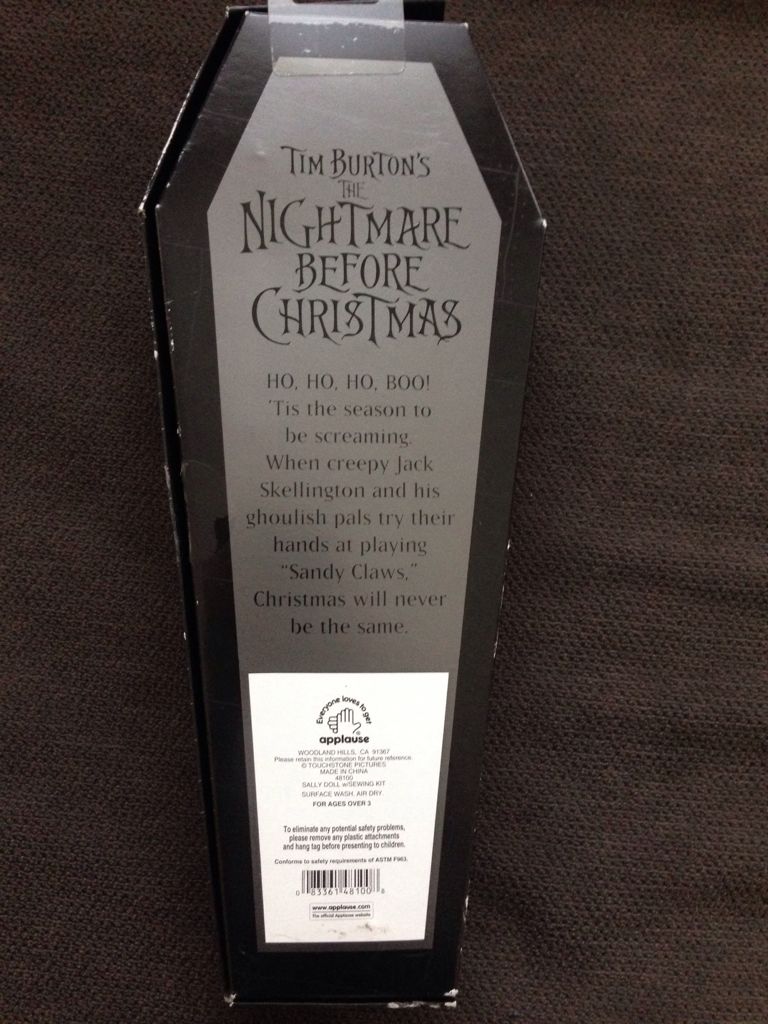 TIM BURTON'S
THE
NIGHTMARE
BEFORE
CHRISTMAS
HO, HO, HO, BOO!
'Tis the season to
be screaming.
When creepy Jack
Skellington and his
ghoulish pals try their
hands at playing
"Sandy Claws,"
Christmas will never
be the same.
Everyone loves to get
applause
WOODLAND HILLS, CA 91367
Please retain this information for future reference.
© TOUCHSTONE PICTURES
MADE IN CHINA
48100
SALLY DOLL w/SEWING KIT
SURFACE WASH. AIR DRY.
FOR AGES OVER 3
To eliminate any potential safety problems,
please remove any plastic attachments
and hang tag before presenting to children.
Conforms to safety requirements of ASTM F963.
0 83361 48100 8
www.applause.com
The official Applause website